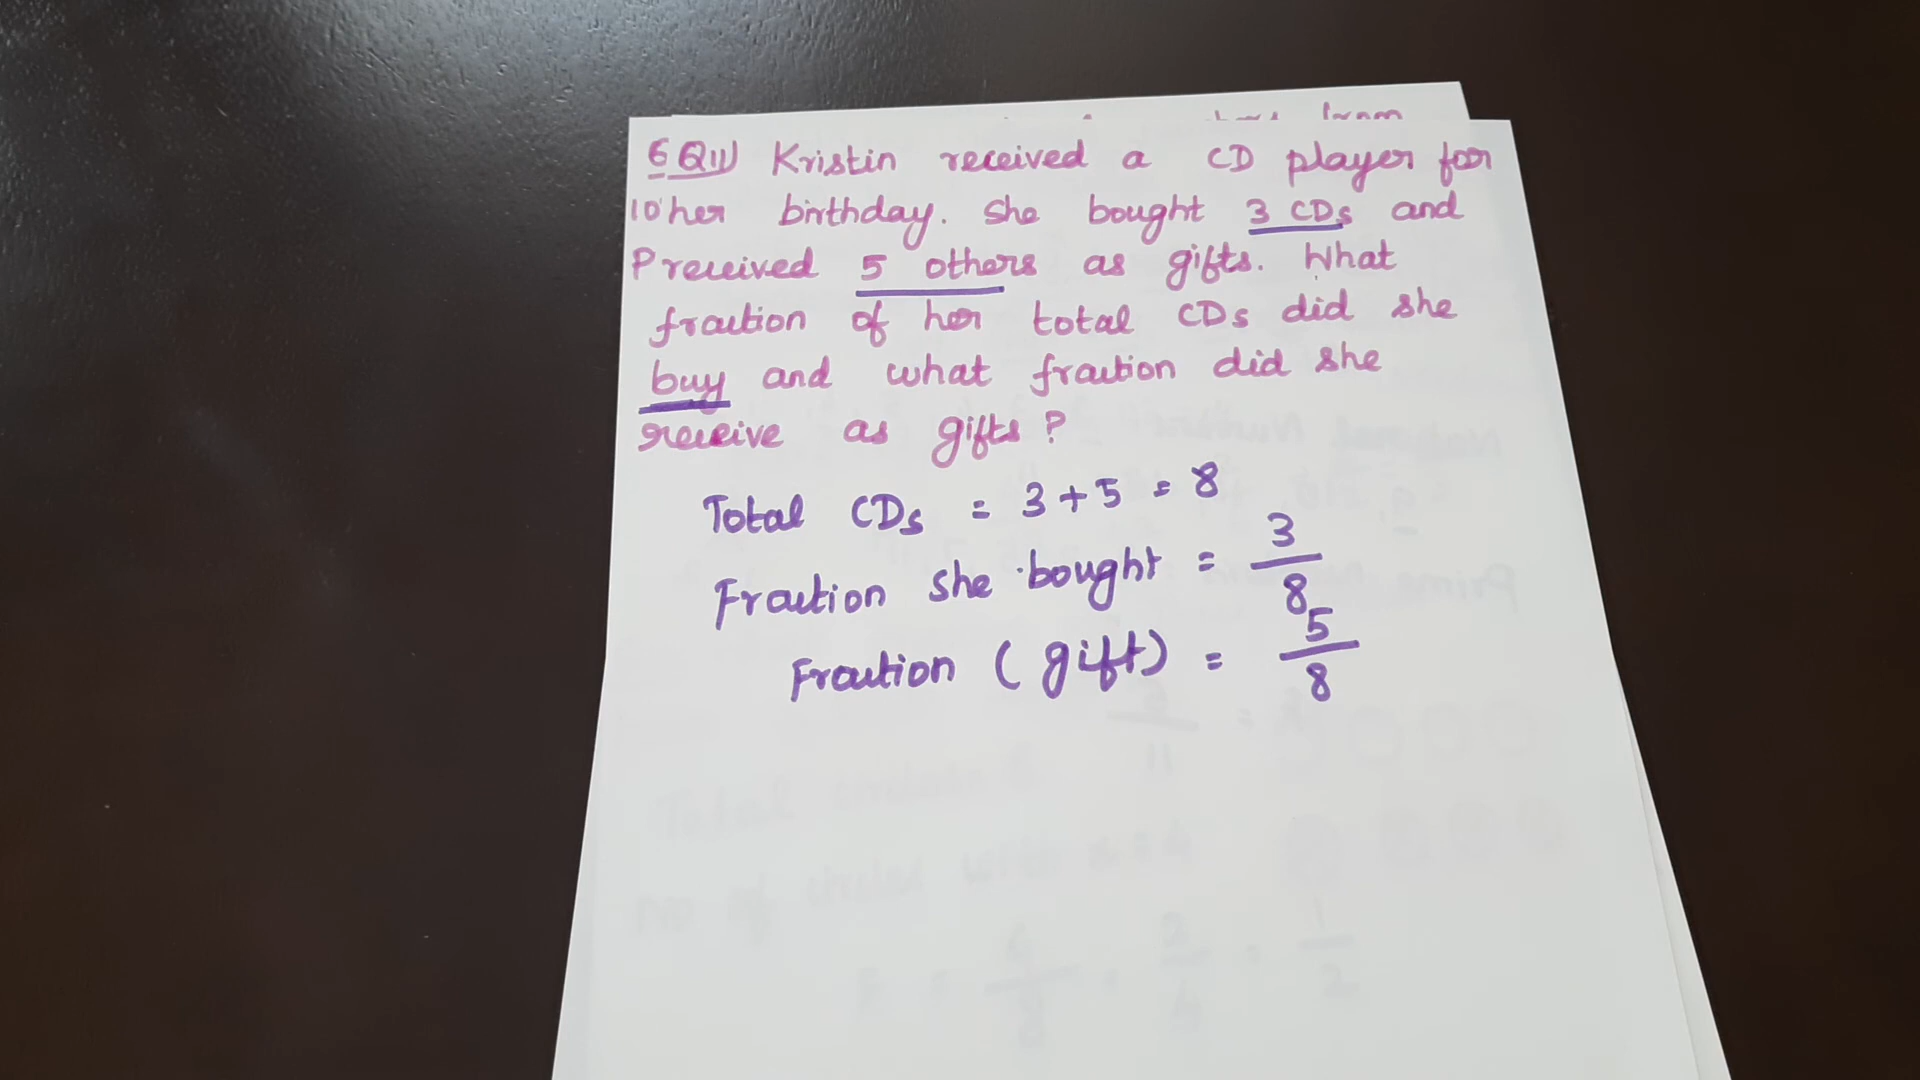 from
6 Q11) Kristin received a CD player for
10 her birthday. She bought 3 CDs and
P received 5 others as gifts. What
fraction of her total CDs did she
buy and what fraction did she
receive as gifts?
Total CDs = 3+5 = 8
Fraction she bought = 3/8
Fraction (gift) = 5/8